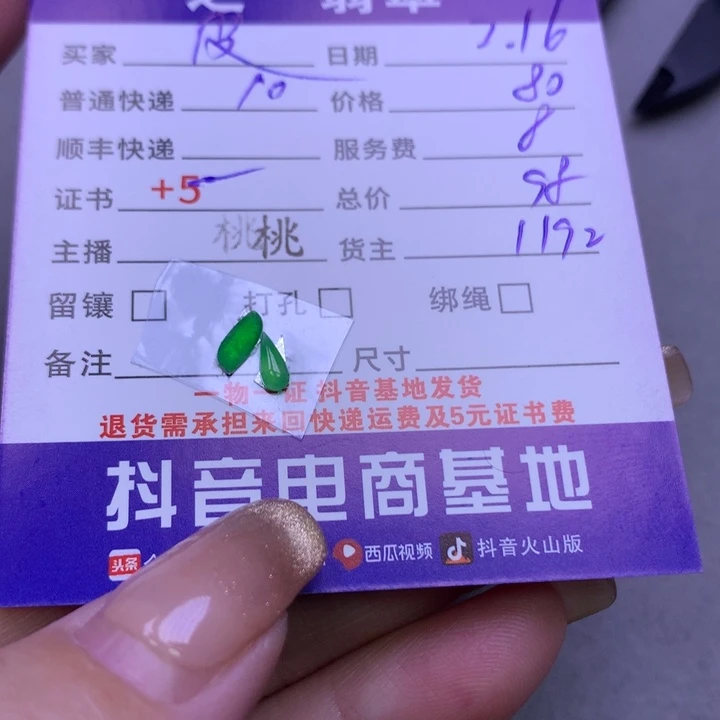 翡翠
买家 皮 日期 7.16
普通快递 10 价格 80
顺丰快递 服务费 8
证书 +5 总价 98
主播 桃桃 货主 1192
留镶 打孔 绑绳
备注 尺寸
一物一证 抖音基地发货
退货需承担来回快递运费及5元证书费
抖音电商基地
头条 西瓜视频 抖音火山版